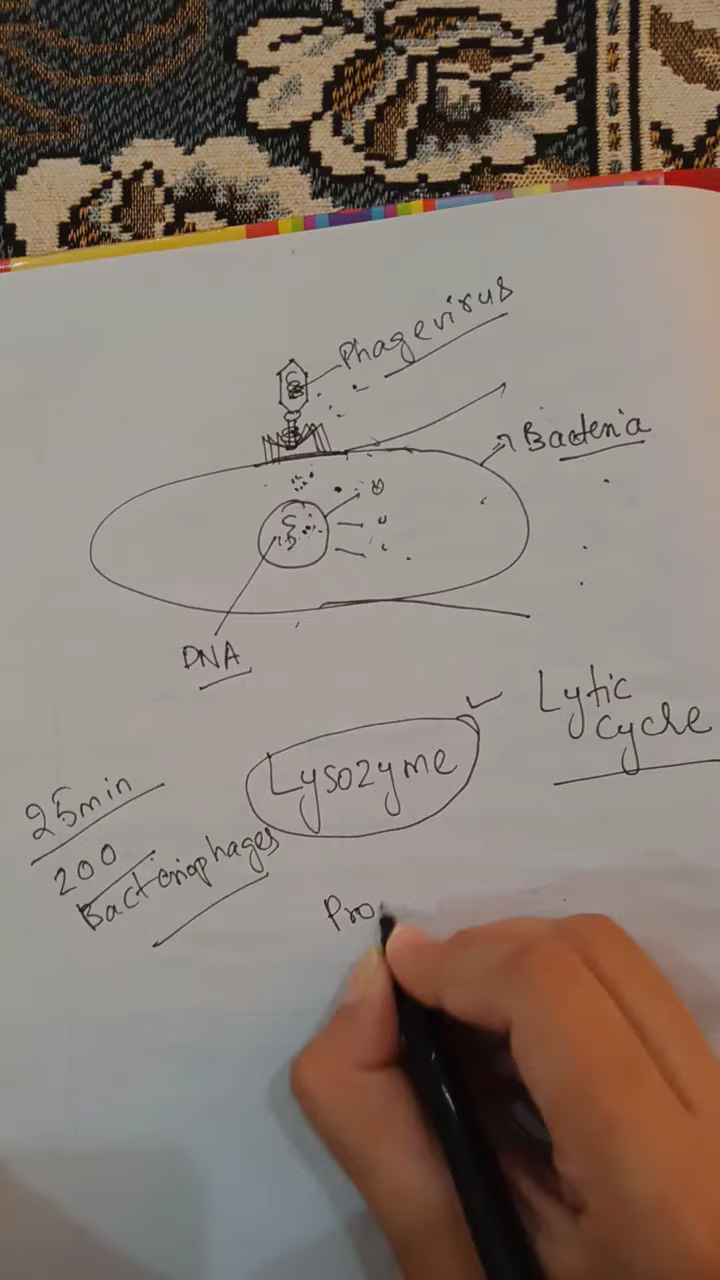 Phagevirus
Bacteria
DNA
Lytic
Cycle
Lysozyme
25min
200
Bacteriophages
Pro